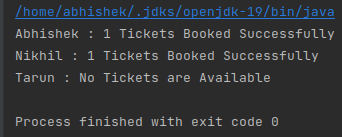 /home/abhishek/.jdks/openjdk-19/bin/java
Abhishek : 1 Tickets Booked Successfully
Nikhil : 1 Tickets Booked Successfully
Tarun : No Tickets are Available
Process finished with exit code 0